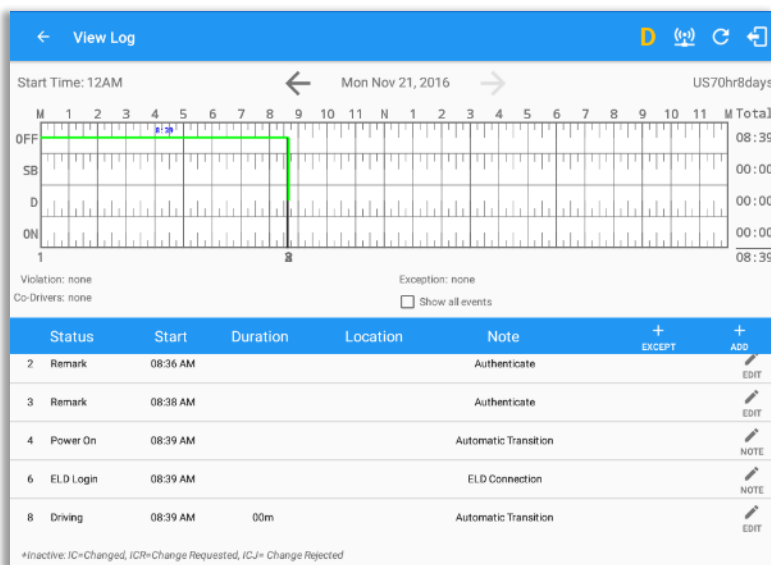 View Log D
Start Time: 12AM Mon Nov 21, 2016 US70hr8days
M 1 2 3 4 5 6 7 8 9 10 11 N 1 2 3 4 5 6 7 8 9 10 11 M Total
8:39
OFF 08:39
SB 00:00
D 00:00
ON 00:00
1 08:39
Violation: none Exception: none
Co-Drivers: none Show all events
Status Start Duration Location Note + EXCEPT + ADD
2 Remark 08:36 AM Authenticate EDIT
3 Remark 08:38 AM Authenticate EDIT
4 Power On 08:39 AM Automatic Transition NOTE
6 ELD Login 08:39 AM ELD Connection NOTE
8 Driving 08:39 AM 00m Automatic Transition EDIT
*Inactive: IC=Changed, ICR=Change Requested, ICJ= Change Rejected